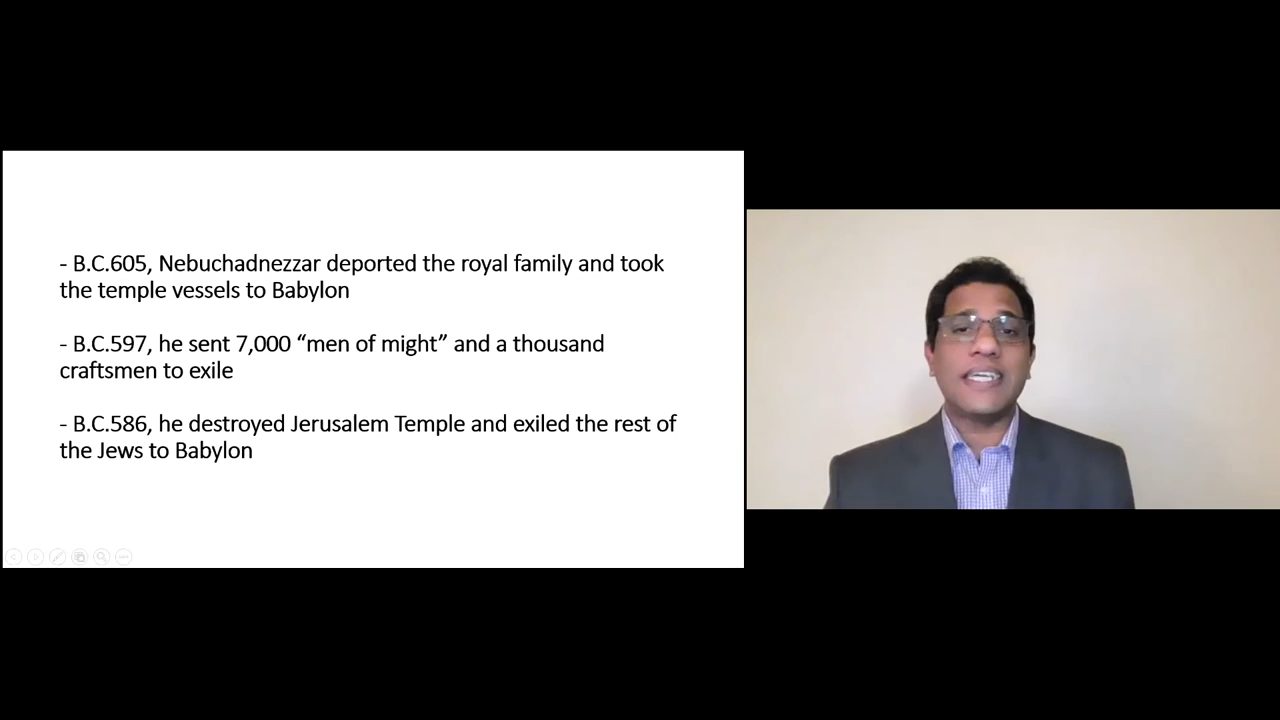 - B.C.605, Nebuchadnezzar deported the royal family and took
the temple vessels to Babylon
- B.C.597, he sent 7,000 “men of might” and a thousand
craftsmen to exile
- B.C.586, he destroyed Jerusalem Temple and exiled the rest of
the Jews to Babylon